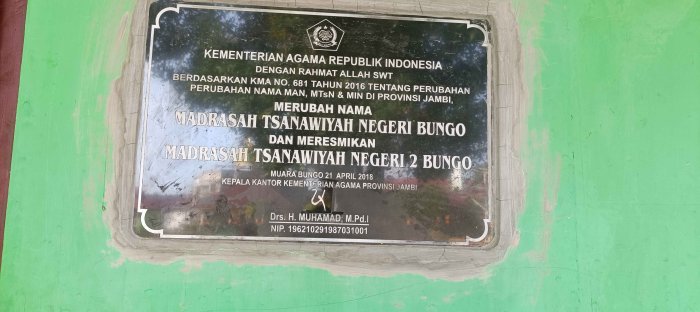 KEMENTERIAN AGAMA REPUBLIK INDONESIA
DENGAN RAHMAT ALLAH SWT
BERDASARKAN KMA NO. 681 TAHUN 2016 TENTANG PERUBAHAN
PERUBAHAN NAMA MAN, MTsN & MIN DI PROVINSI JAMBI,
MERUBAH NAMA
MADRASAH TSANAWIYAH NEGERI BUNGO
DAN MERESMIKAN
MADRASAH TSANAWIYAH NEGERI 2 BUNGO
MUARA BUNGO 21 APRIL 2018
KEPALA KANTOR KEMENTERIAN AGAMA PROVINSI JAMBI
Drs. H. MUHAMAD, M.Pd.I
NIP. 196210291987031001